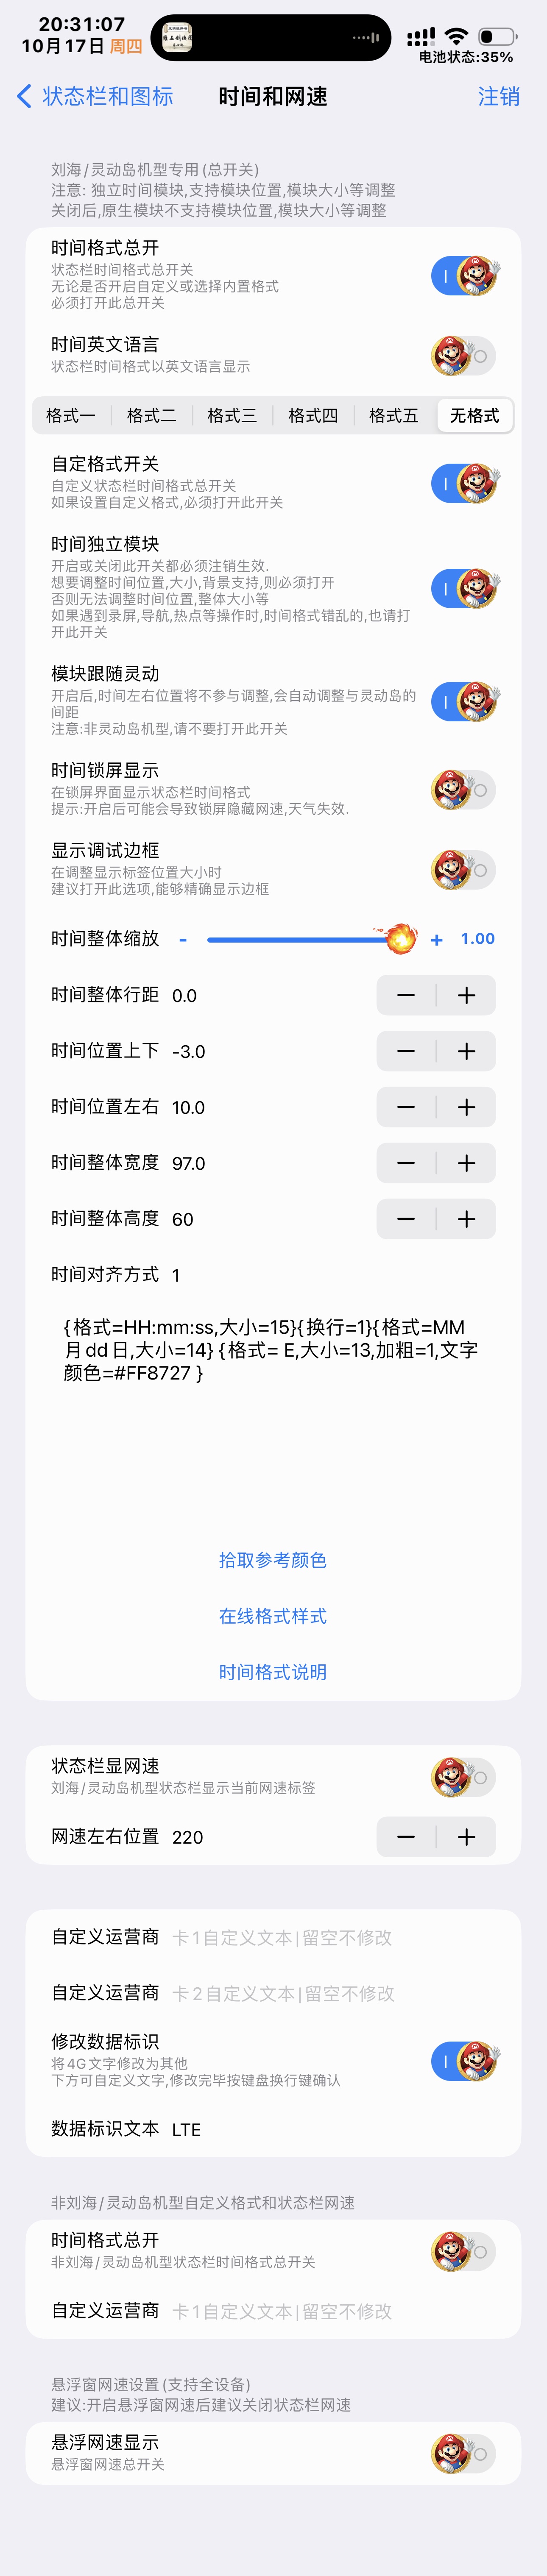 20:31:07
10月17日 周四
电池状态:35%
状态栏和图标
时间和网速
注销
刘海/灵动岛机型专用(总开关)
注意: 独立时间模块,支持模块位置,模块大小等调整
关闭后,原生模块不支持模块位置,模块大小等调整
时间格式总开
状态栏时间格式总开关
无论是否开启自定义或选择内置格式
必须打开此总开关
时间英文语言
状态栏时间格式以英文语言显示
格式一
格式二
格式三
格式四
格式五
无格式
自定格式开关
自定义状态栏时间格式总开关
如果设置自定义格式,必须打开此开关
时间独立模块
开启或关闭此开关都必须注销生效.
想要调整时间位置,大小,背景支持,则必须打开
否则无法调整时间位置,整体大小等
如果遇到录屏,导航,热点等操作时,时间格式错乱的,也请打
开此开关
模块跟随灵动
开启后,时间左右位置将不参与调整,会自动调整与灵动岛的
间距
注意:非灵动岛机型,请不要打开此开关
时间锁屏显示
在锁屏界面显示状态栏时间格式
提示:开启后可能会导致锁屏隐藏网速,天气失效.
显示调试边框
在调整显示标签位置大小时
建议打开此选项,能够精确显示边框
时间整体缩放 - + 1.00
时间整体行距 0.0
时间位置上下 -3.0
时间位置左右 10.0
时间整体宽度 97.0
时间整体高度 60
时间对齐方式 1
{格式=HH:mm:ss,大小=15}{换行=1}{格式=MM
月dd日,大小=14} {格式= E,大小=13,加粗=1,文字
颜色=#FF8727 }
拾取参考颜色
在线格式样式
时间格式说明
状态栏显网速
刘海/灵动岛机型状态栏显示当前网速标签
网速左右位置 220
自定义运营商 卡1自定义文本|留空不修改
自定义运营商 卡2自定义文本|留空不修改
修改数据标识
将4G文字修改为其他
下方可自定义文字,修改完毕按键盘换行键确认
数据标识文本 LTE
非刘海/灵动岛机型自定义格式和状态栏网速
时间格式总开
非刘海/灵动岛机型状态栏时间格式总开关
自定义运营商 卡1自定义文本|留空不修改
悬浮窗网速设置(支持全设备)
建议:开启悬浮窗网速后建议关闭状态栏网速
悬浮网速显示
悬浮窗网速总开关